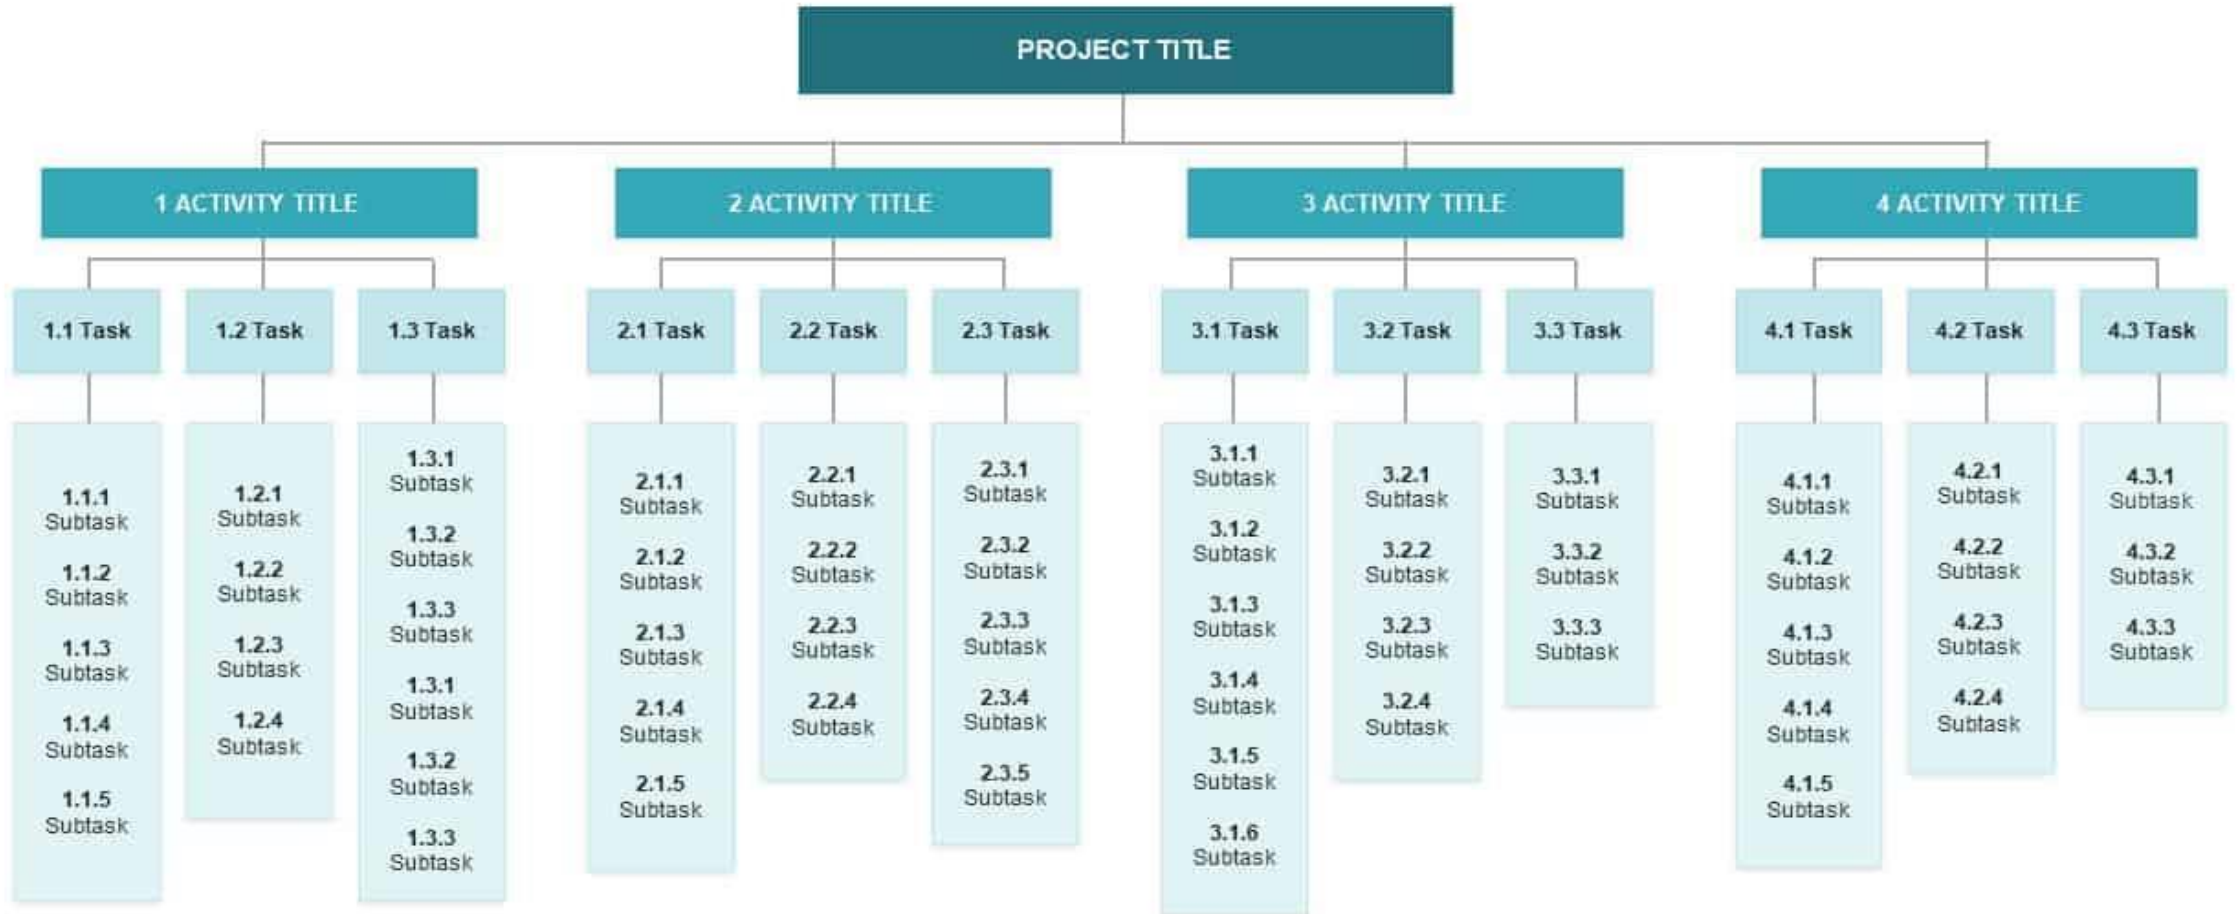 PROJECT TITLE
1 ACTIVITY TITLE
2 ACTIVITY TITLE
3 ACTIVITY TITLE
4 ACTIVITY TITLE
1.1 Task
1.2 Task
1.3 Task
2.1 Task
2.2 Task
2.3 Task
3.1 Task
3.2 Task
3.3 Task
4.1 Task
4.2 Task
4.3 Task
1.1.1
Subtask
1.1.2
Subtask
1.1.3
Subtask
1.1.4
Subtask
1.1.5
Subtask
1.2.1
Subtask
1.2.2
Subtask
1.2.3
Subtask
1.2.4
Subtask
1.3.1
Subtask
1.3.2
Subtask
1.3.3
Subtask
1.3.1
Subtask
1.3.2
Subtask
1.3.3
Subtask
2.1.1
Subtask
2.1.2
Subtask
2.1.3
Subtask
2.1.4
Subtask
2.1.5
Subtask
2.2.1
Subtask
2.2.2
Subtask
2.2.3
Subtask
2.2.4
Subtask
2.3.1
Subtask
2.3.2
Subtask
2.3.3
Subtask
2.3.4
Subtask
2.3.5
Subtask
3.1.1
Subtask
3.1.2
Subtask
3.1.3
Subtask
3.1.4
Subtask
3.1.5
Subtask
3.1.6
Subtask
3.2.1
Subtask
3.2.2
Subtask
3.2.3
Subtask
3.2.4
Subtask
3.3.1
Subtask
3.3.2
Subtask
3.3.3
Subtask
4.1.1
Subtask
4.1.2
Subtask
4.1.3
Subtask
4.1.4
Subtask
4.1.5
Subtask
4.2.1
Subtask
4.2.2
Subtask
4.2.3
Subtask
4.2.4
Subtask
4.3.1
Subtask
4.3.2
Subtask
4.3.3
Subtask